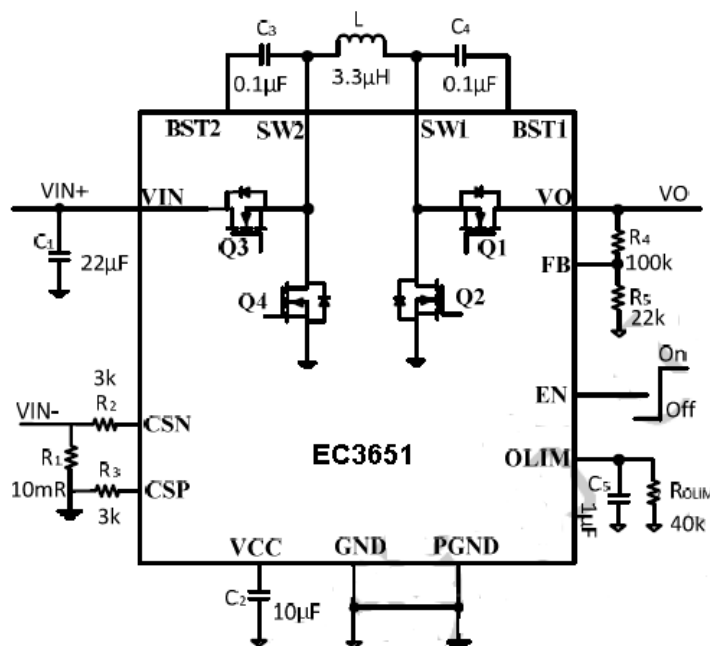 C3
L
C4
0.1µF
3.3µH
0.1µF
BST2
SW2
SW1
BST1
VIN+
VIN
VO
VO
C1
22µF
Q3
Q1
R4
100k
FB
Q4
Q2
R5
22k
On
EN
Off
3k
R2
VIN-
CSN
R1
R3
CSP
10mR
3k
EC3651
OLIM
C5
ROLIM
1µF
40k
VCC
GND
PGND
C2
10µF